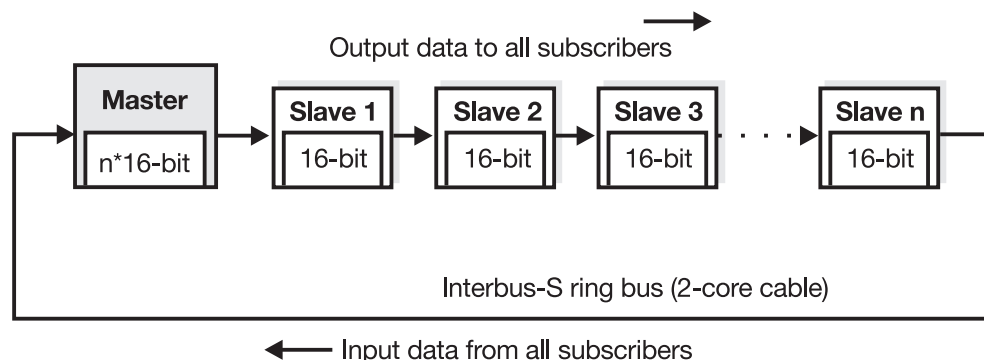 Output data to all subscribers
Master
n*16-bit
Slave 1
16-bit
Slave 2
16-bit
Slave 3
16-bit
Slave n
16-bit
Interbus-S ring bus (2-core cable)
Input data from all subscribers